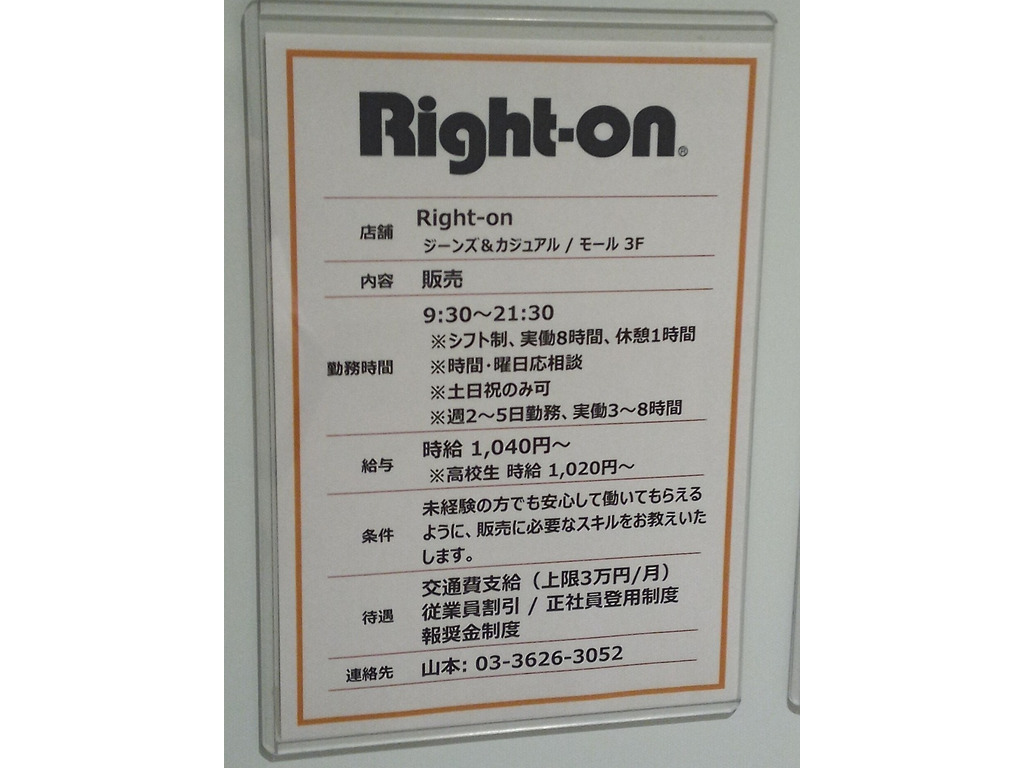 Right-on®
店舗 Right-on
ジーンズ&カジュアル / モール 3F
内容 販売
9:30～21:30
※シフト制、実働8時間、休憩1時間
勤務時間 ※時間・曜日応相談
※土日祝のみ可
※週2～5日勤務、実働3～8時間
時給 1,040円～
給与 ※高校生 時給 1,020円～
未経験の方でも安心して働いてもらえる
条件 ように、販売に必要なスキルをお教えいた
します。
交通費支給（上限3万円/月）
待遇 従業員割引 / 正社員登用制度
報奨金制度
連絡先 山本: 03-3626-3052